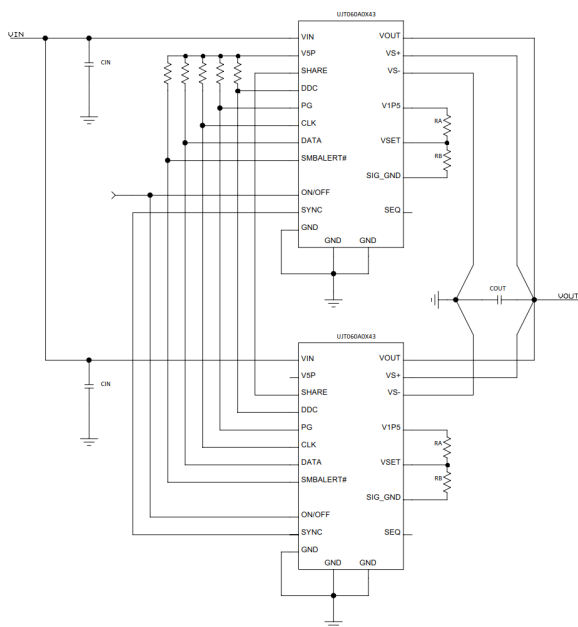 UJT060A0X43
VIN
VIN
VOUT
CIN
V5P
VS+
SHARE
VS-
DDC
PG
V1P5
CLK
RA
DATA
VSET
SMBALERT#
RB
SIG_GND
ON/OFF
SYNC
SEQ
GND
GND
GND
COUT
VOUT
UJT060A0X43
VIN
VOUT
CIN
V5P
VS+
SHARE
VS-
DDC
PG
V1P5
CLK
RA
DATA
VSET
SMBALERT#
RB
SIG_GND
ON/OFF
SYNC
SEQ
GND
GND
GND